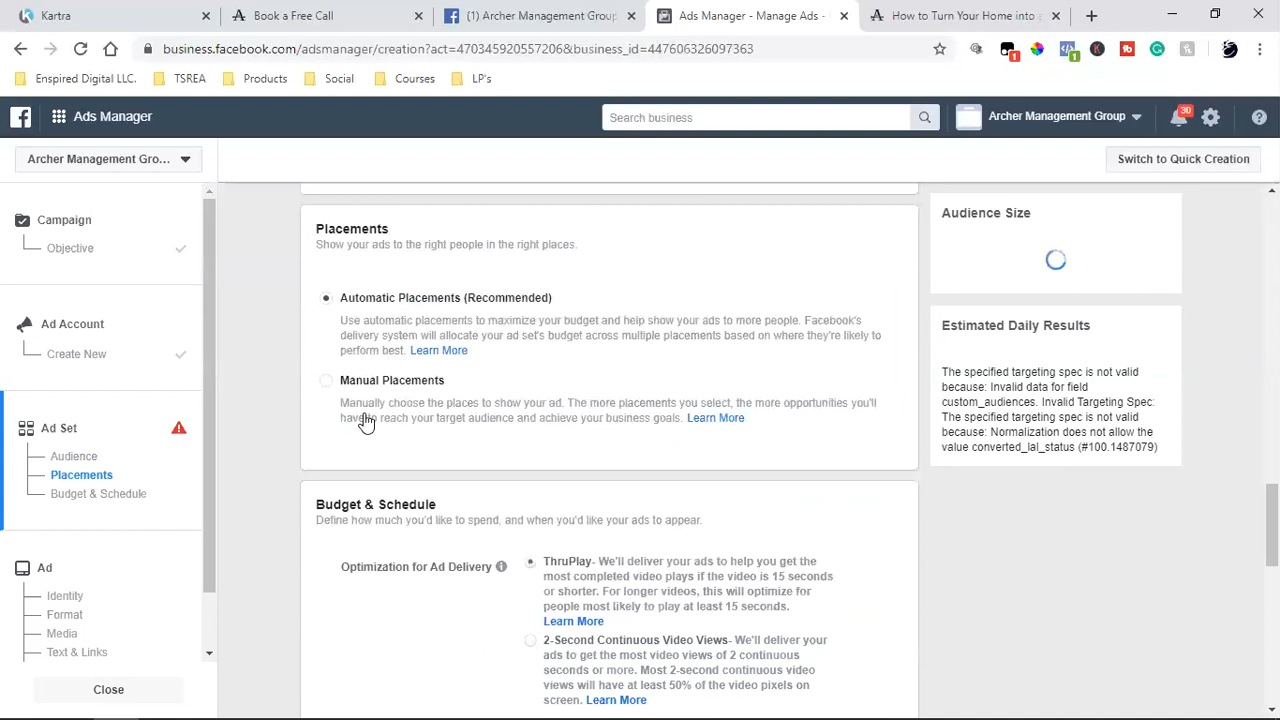 Kartra
Book a Free Call
(1) Archer Management Group
Ads Manager - Manage Ads -
How to Turn Your Home into a
business.facebook.com/adsmanager/creation?act=470345920557206&business_id=447606326097363
1
1
Enspired Digital LLC.
TSREA
Products
Social
Courses
LP's
Ads Manager
Search business
Archer Management Group
30
Archer Management Gro...
Switch to Quick Creation
Campaign
Objective
Ad Account
Create New
Ad Set
Audience
Placements
Budget & Schedule
Ad
Identity
Format
Media
Text & Links
Close
Placements
Show your ads to the right people in the right places.
Automatic Placements (Recommended)
Use automatic placements to maximize your budget and help show your ads to more people. Facebook's
delivery system will allocate your ad set's budget across multiple placements based on where they're likely to
perform best. Learn More
Manual Placements
Manually choose the places to show your ad. The more placements you select, the more opportunities you'll
reach your target audience and achieve your business goals. Learn More
Budget & Schedule
Define how much you'd like to spend, and when you'd like your ads to appear.
Optimization for Ad Delivery
ThruPlay- We'll deliver your ads to help you get the
most completed video plays if the video is 15 seconds
or shorter. For longer videos, this will optimize for
people most likely to play at least 15 seconds.
Learn More
2-Second Continuous Video Views- We'll deliver your
ads to get the most video views of 2 continuous
seconds or more. Most 2-second continuous video
views will have at least 50% of the video pixels on
screen. Learn More
Audience Size
Estimated Daily Results
The specified targeting spec is not valid
because: Invalid data for field
custom_audiences. Invalid Targeting Spec:
The specified targeting spec is not valid
because: Normalization does not allow the
value converted_lal_status (#100.1487079)